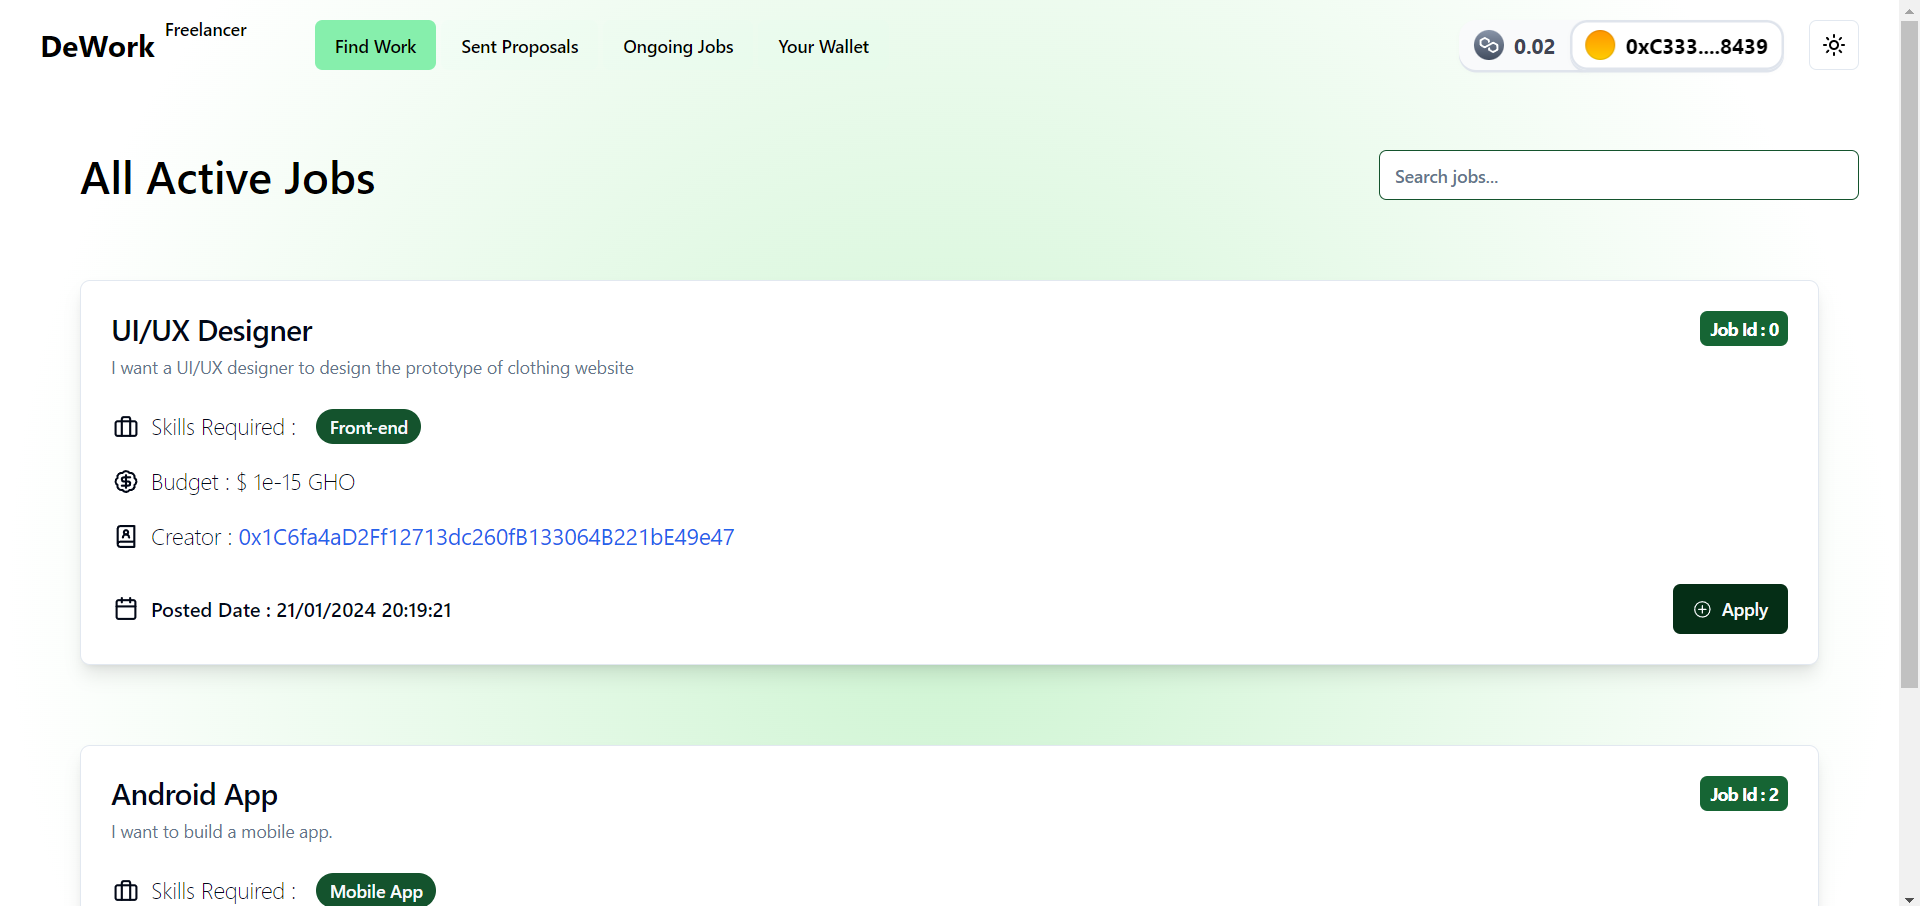 DeWork Freelancer
Find Work Sent Proposals Ongoing Jobs Your Wallet 0.02 0xC333....8439
All Active Jobs
Search jobs...
UI/UX Designer
Job Id : 0
I want a UI/UX designer to design the prototype of clothing website
Skills Required : Front-end
Budget : $ 1e-15 GHO
Creator : 0x1C6fa4aD2Ff12713dc260fB133064B221bE49e47
Posted Date : 21/01/2024 20:19:21
Apply
Android App
Job Id : 2
I want to build a mobile app.
Skills Required : Mobile App